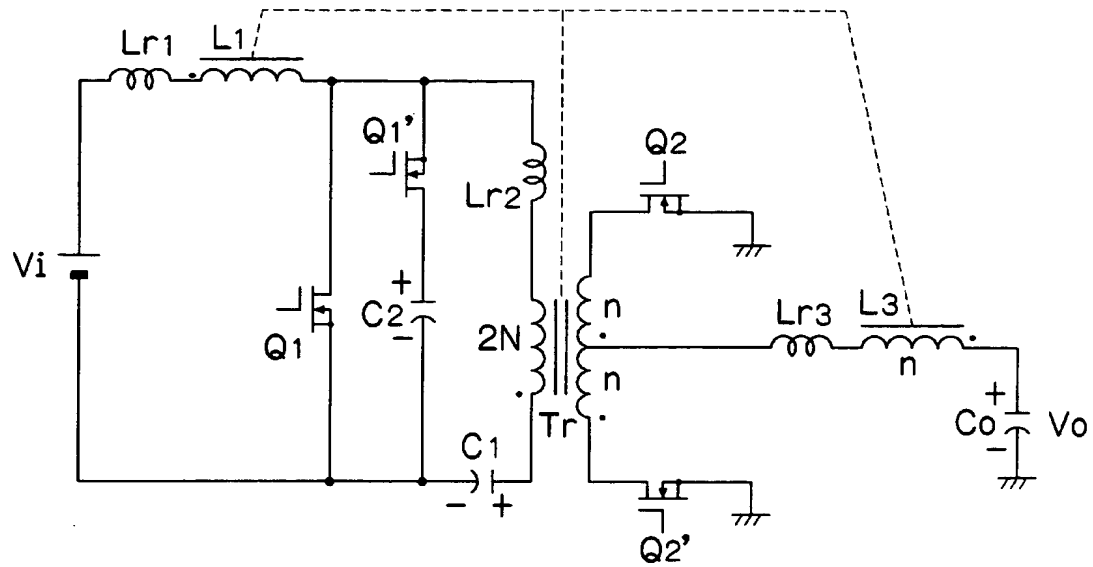 Lr1
L1
Q1'
Q2
Lr2
Vi
+
C2
-
Q1
2N
n
n
Tr
Lr3
L3
n
+
Co
-
Vo
C1
-
+
Q2'